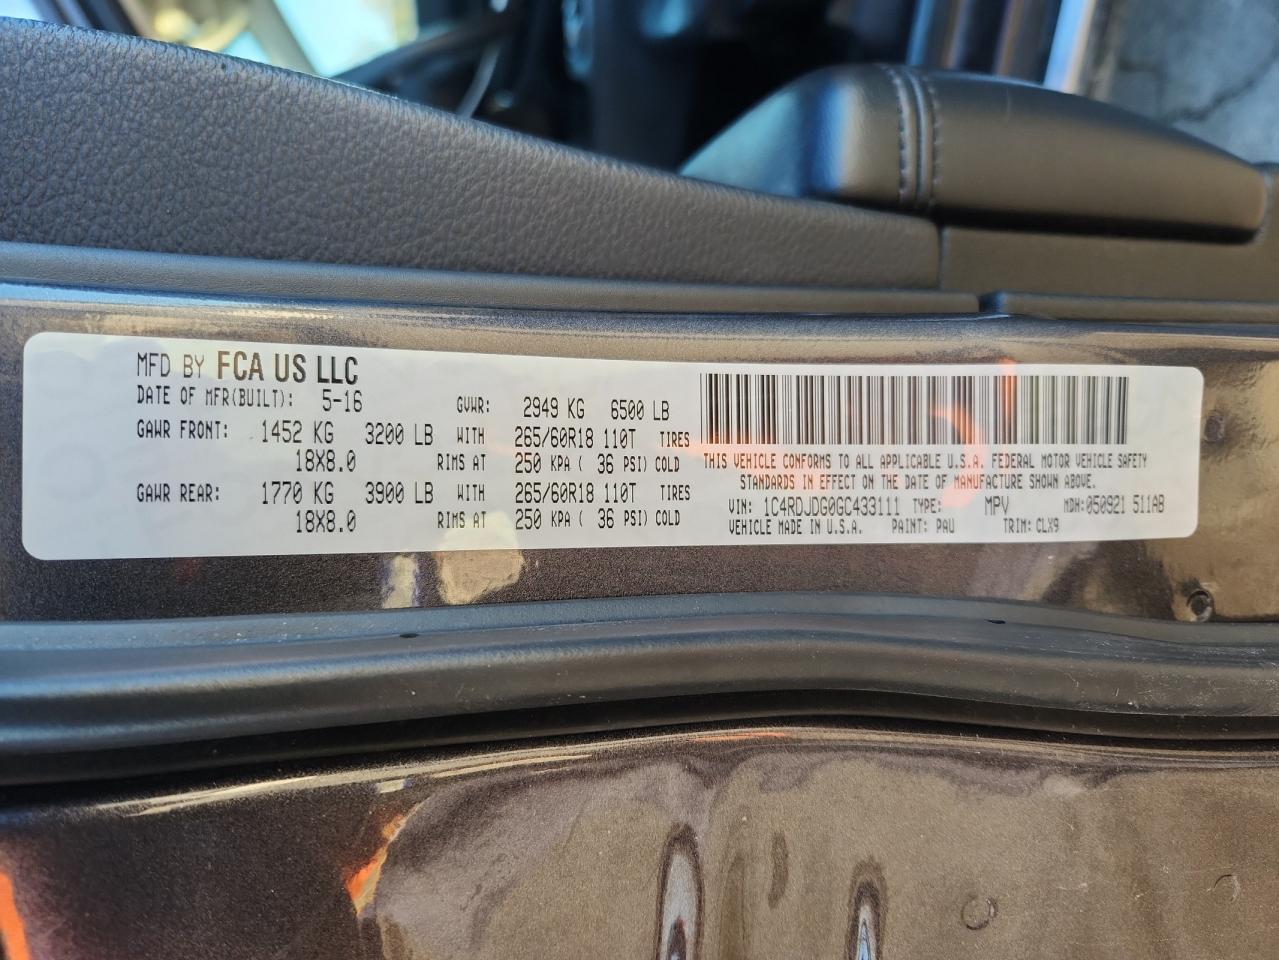 MFD BY FCA US LLC
DATE OF MFR(BUILT): 5-16 GVWR: 2949 KG 6500 LB
GAWR FRONT: 1452 KG 3200 LB WITH 265/60R18 110T TIRES
18X8.0 RIMS AT 250 KPA ( 36 PSI) COLD
GAWR REAR: 1770 KG 3900 LB WITH 265/60R18 110T TIRES
18X8.0 RIMS AT 250 KPA ( 36 PSI) COLD
THIS VEHICLE CONFORMS TO ALL APPLICABLE U.S.A. FEDERAL MOTOR VEHICLE SAFETY
STANDARDS IN EFFECT ON THE DATE OF MANUFACTURE SHOWN ABOVE.
VIN: 1C4RDJDG0GC433111 TYPE: MPV MDH:050921 511AB
VEHICLE MADE IN U.S.A. PAINT: PAU TRIM: CLX9